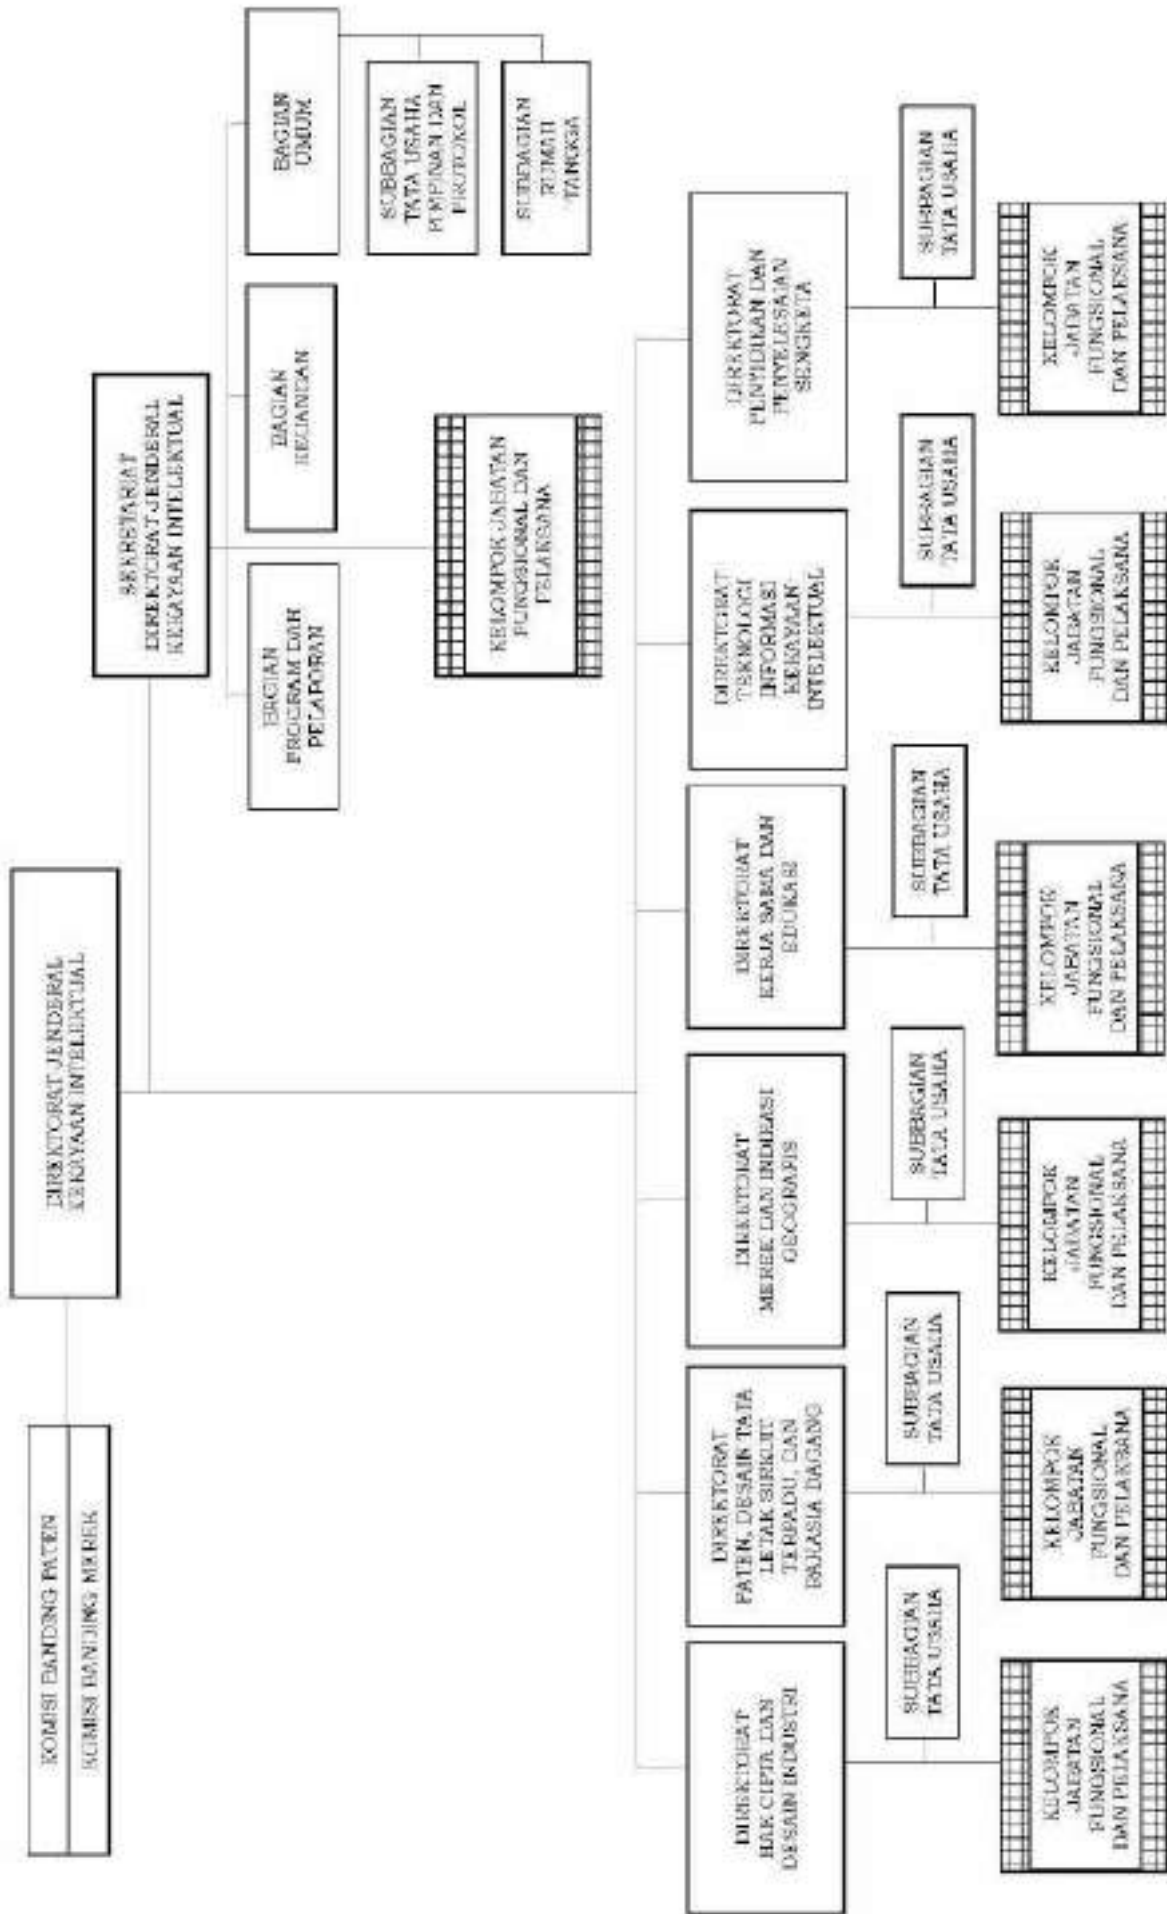 DIREKTORAT JENDERAL
KEKAYAAN INTELEKTUAL
KOMISI BANDING PATEN
KOMISI BANDING MEREK
SEKRETARIAT
DIREKTORAT JENDERAL
KEKAYAAN INTELEKTUAL
BAGIAN
PROGRAM DAN
PELAPORAN
BAGIAN
KEUANGAN
BAGIAN
UMUM
SUBBAGIAN
TATA USAHA
PIMPINAN DAN
PROTOKOL
SUBBAGIAN
RUMAH
TANGGA
KELOMPOK JABATAN
FUNGSIONAL DAN
PELAKSANA
DIREKTORAT
HAK CIPTA DAN
DESAIN INDUSTRI
DIREKTORAT
PATEN, DESAIN TATA
LETAK SIRKUIT
TERPADU, DAN
RAHASIA DAGANG
DIREKTORAT
MEREK DAN INDIKASI
GEOGRAFIS
DIREKTORAT
KERJA SAMA DAN
EDUKASI
DIREKTORAT
TEKNOLOGI
INFORMASI
KEKAYAAN
INTELEKTUAL
DIREKTORAT
PENYIDIKAN DAN
PENYELESAIAN
SENGKETA
SUBBAGIAN
TATA USAHA
SUBBAGIAN
TATA USAHA
SUBBAGIAN
TATA USAHA
SUBBAGIAN
TATA USAHA
SUBBAGIAN
TATA USAHA
SUBBAGIAN
TATA USAHA
KELOMPOK
JABATAN
FUNGSIONAL
DAN PELAKSANA
KELOMPOK
JABATAN
FUNGSIONAL
DAN PELAKSANA
KELOMPOK
JABATAN
FUNGSIONAL
DAN PELAKSANA
KELOMPOK
JABATAN
FUNGSIONAL
DAN PELAKSANA
KELOMPOK
JABATAN
FUNGSIONAL
DAN PELAKSANA
KELOMPOK
JABATAN
FUNGSIONAL
DAN PELAKSANA